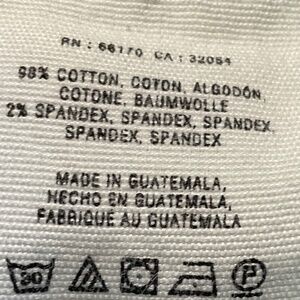 RN : 66170 CA : 32054
98% COTTON, COTON, ALGODÓN,
COTONE, BAUMWOLLE
2% SPANDEX, SPANDEX, SPANDEX,
SPANDEX, SPANDEX
MADE IN GUATEMALA,
HECHO EN GUATEMALA,
FABRIQUE AU GUATEMALA
30
P